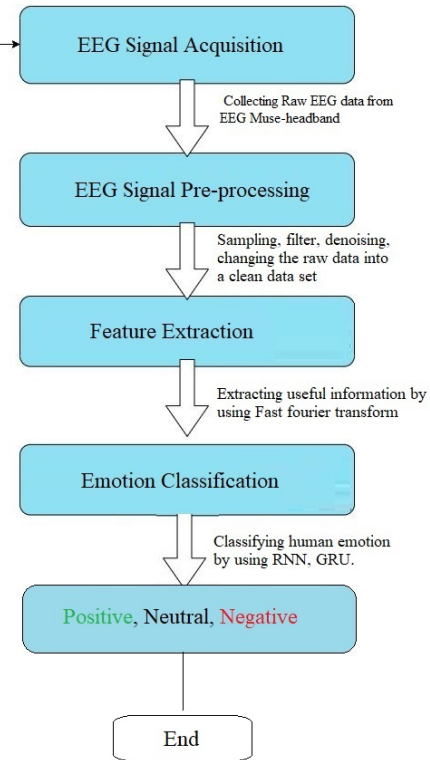 EEG Signal Acquisition
Collecting Raw EEG data from
EEG Muse-headband
EEG Signal Pre-processing
Sampling, filter, denoising,
changing the raw data into
a clean data set
Feature Extraction
Extracting useful information by
using Fast fourier transform
Emotion Classification
Classifying human emotion
by using RNN, GRU.
Positive, Neutral, Negative
End